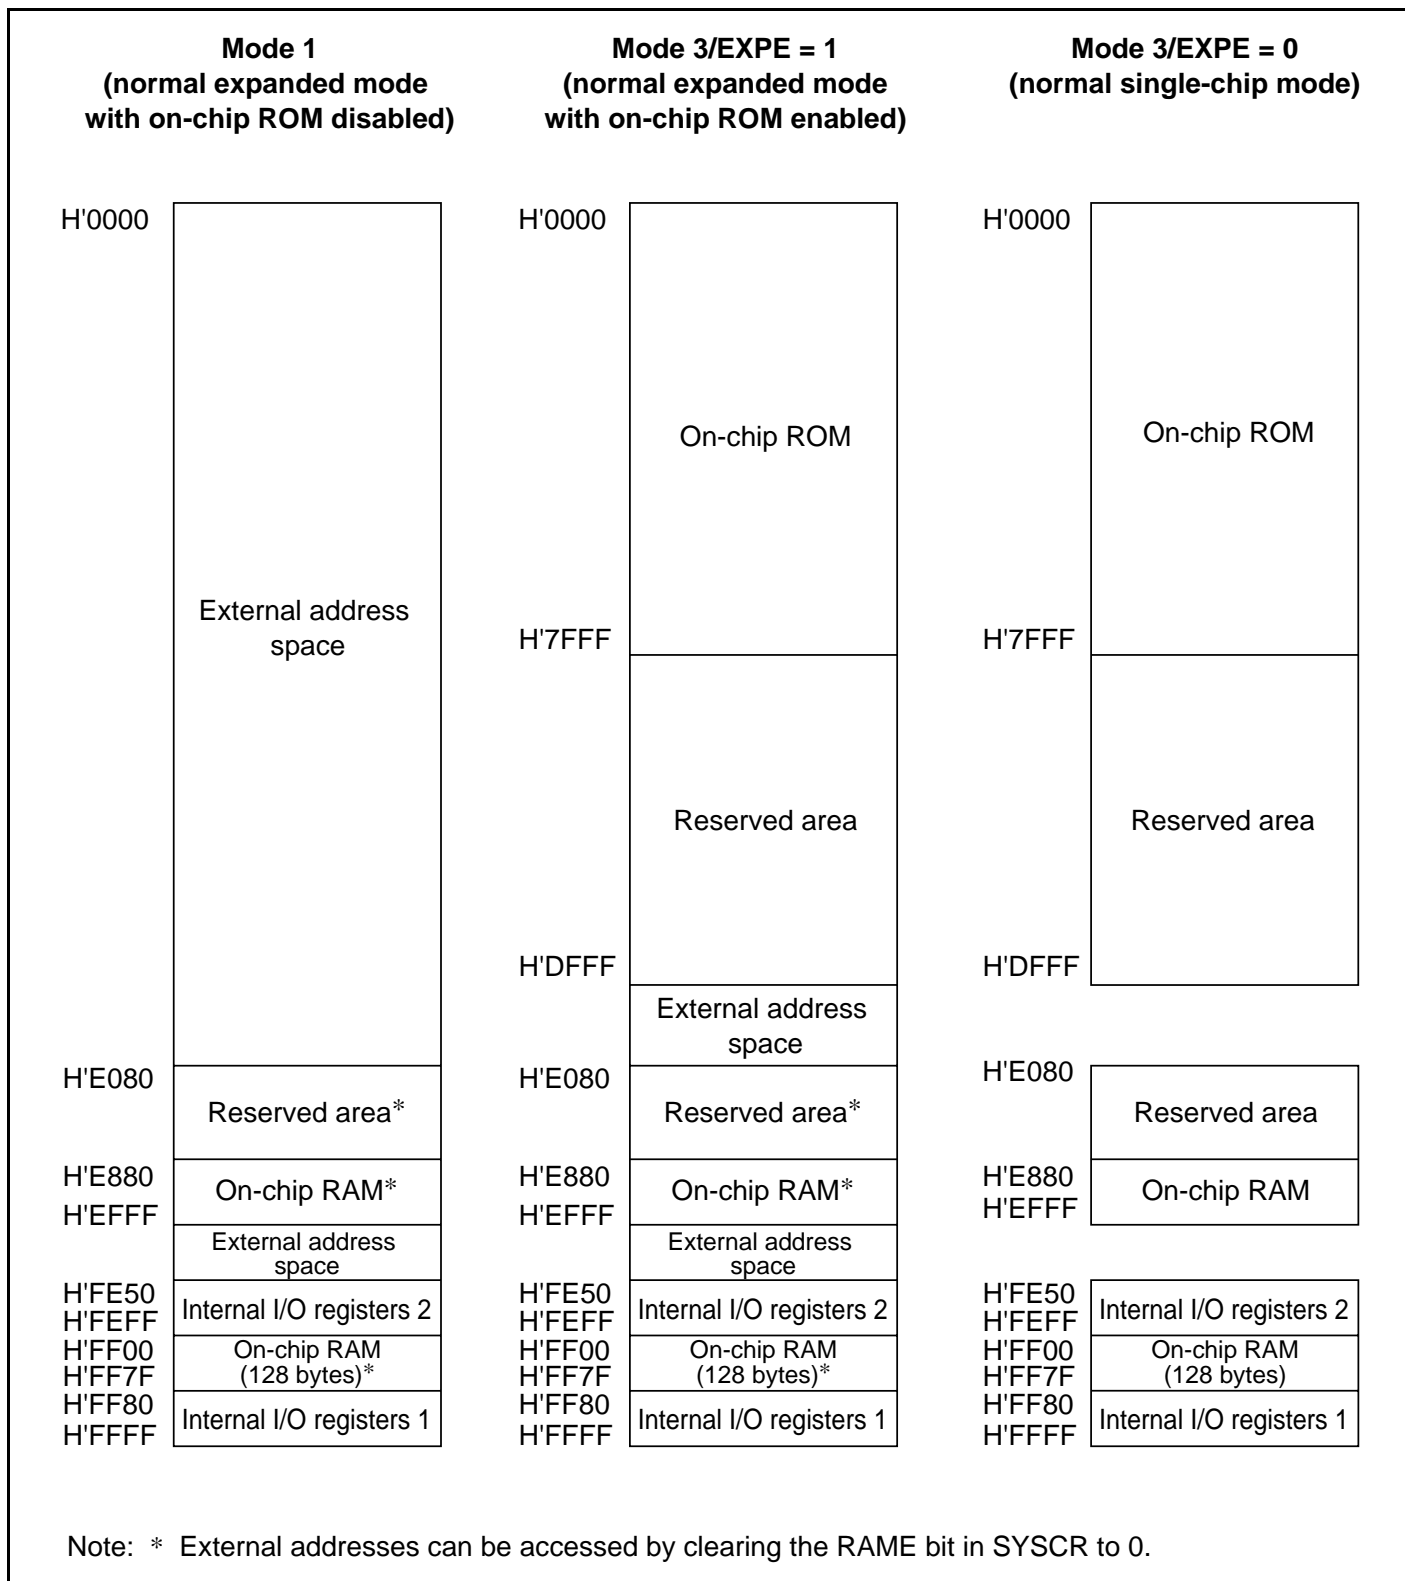 Mode 1
(normal expanded mode
with on-chip ROM disabled)
Mode 3/EXPE = 1
(normal expanded mode
with on-chip ROM enabled)
Mode 3/EXPE = 0
(normal single-chip mode)
H'0000
External address
space
H'E080
Reserved area*
H'E880
On-chip RAM*
H'EFFF
External address
space
H'FE50
Internal I/O registers 2
H'FEFF
H'FF00
On-chip RAM
(128 bytes)*
H'FF7F
H'FF80
Internal I/O registers 1
H'FFFF
H'0000
On-chip ROM
H'7FFF
Reserved area
H'DFFF
External address
space
H'E080
Reserved area*
H'E880
On-chip RAM*
H'EFFF
External address
space
H'FE50
Internal I/O registers 2
H'FEFF
H'FF00
On-chip RAM
(128 bytes)*
H'FF7F
H'FF80
Internal I/O registers 1
H'FFFF
H'0000
On-chip ROM
H'7FFF
Reserved area
H'DFFF
H'E080
Reserved area
H'E880
On-chip RAM
H'EFFF
H'FE50
Internal I/O registers 2
H'FEFF
H'FF00
On-chip RAM
(128 bytes)
H'FF7F
H'FF80
Internal I/O registers 1
H'FFFF
Note: * External addresses can be accessed by clearing the RAME bit in SYSCR to 0.